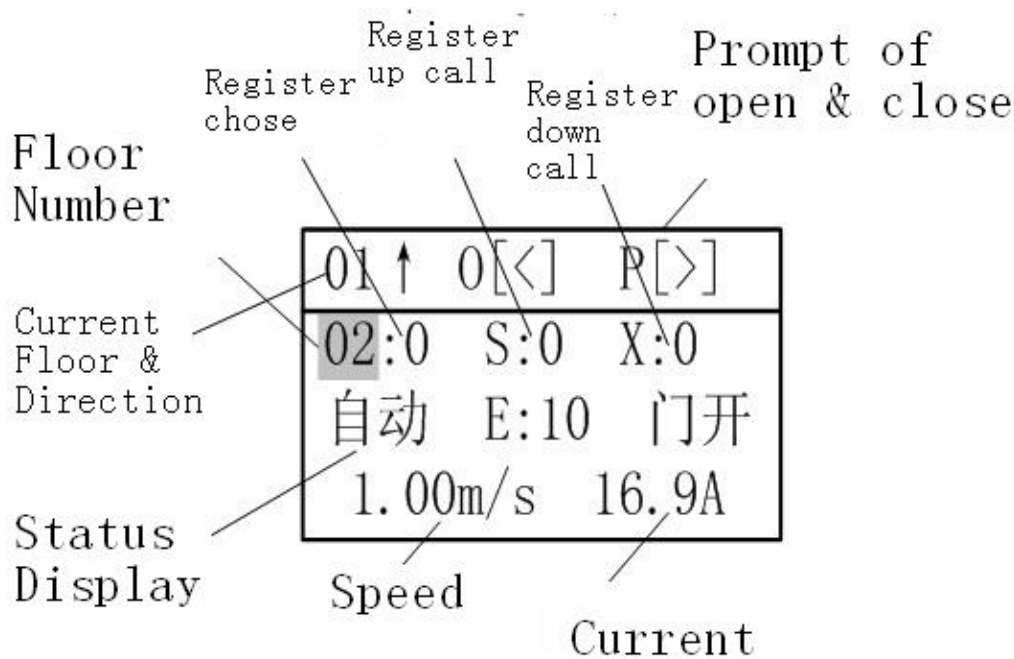 Register
up call
Prompt of
open & close
Register
chose
Register
down
call
Floor
Number
01↑ O[<] P[>]
Current
Floor &
Direction
02:0 S:0 X:0
自动 E:10 门开
1.00m/s 16.9A
Status
Display
Speed
Current